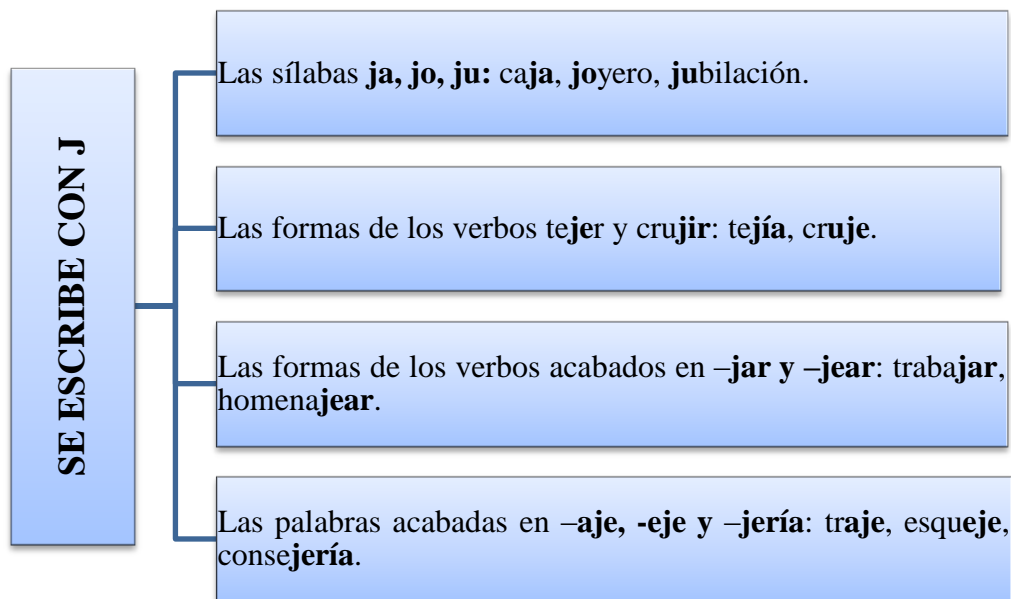 SE ESCRIBE CON J
Las sílabas ja, jo, ju: caja, joyero, jubilación.
Las formas de los verbos tejer y crujir: tejía, cruje.
Las formas de los verbos acabados en –jar y –jear: trabajar,
homenajear.
Las palabras acabadas en –aje, -eje y –jería: traje, esqueje,
consejería.